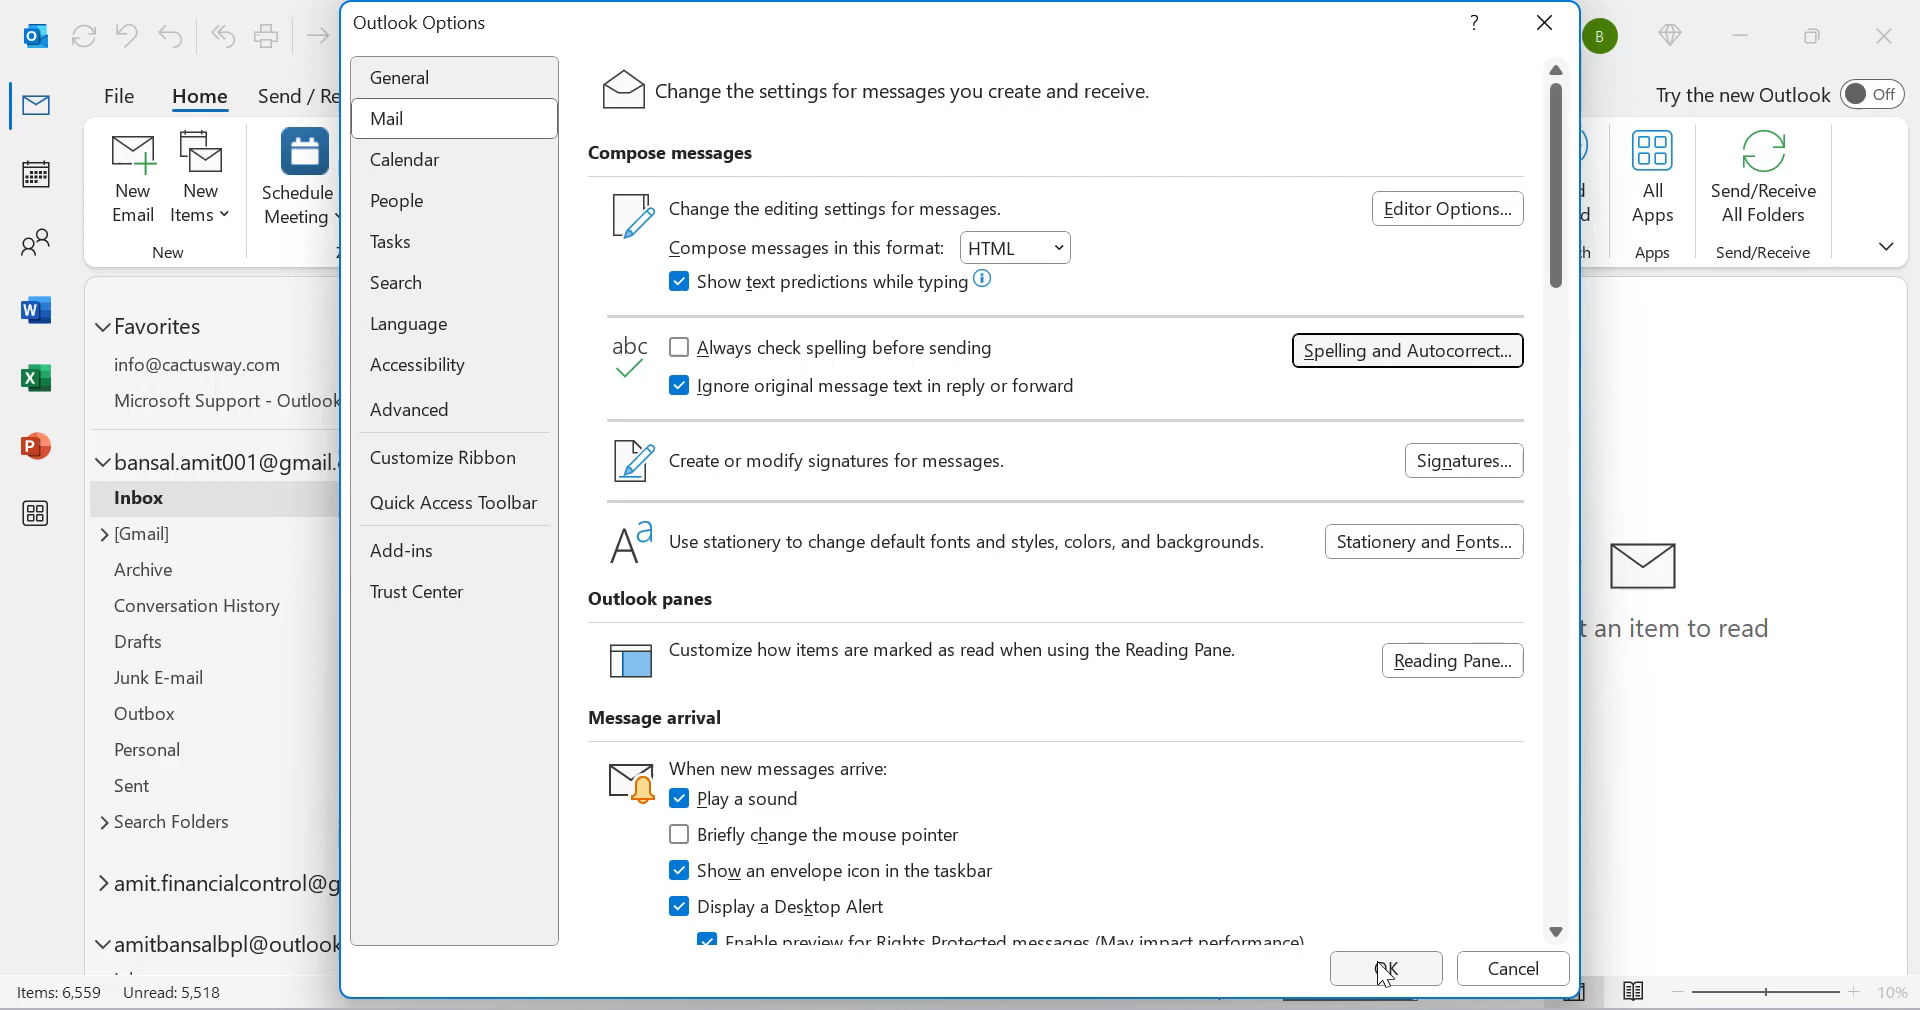 Outlook Options
?
B
File
Home
Send / Re
Try the new Outlook
Off
New
Email
New
Items
Schedule
Meeting
New
All
Apps
Apps
Send/Receive
All Folders
Send/Receive
Favorites
info@cactusway.com
Microsoft Support - Outlook
bansal.amit001@gmail.
Inbox
[Gmail]
Archive
Conversation History
Drafts
Junk E-mail
Outbox
Personal
Sent
Search Folders
amit.financialcontrol@g
amitbansalbpl@outlook
Items: 6,559
Unread: 5,518
General
Mail
Calendar
People
Tasks
Search
Language
Accessibility
Advanced
Customize Ribbon
Quick Access Toolbar
Add-ins
Trust Center
Change the settings for messages you create and receive.
Compose messages
Change the editing settings for messages.
Editor Options...
Compose messages in this format:
HTML
Show text predictions while typing
abc
Always check spelling before sending
Spelling and Autocorrect...
Ignore original message text in reply or forward
Create or modify signatures for messages.
Signatures...
Use stationery to change default fonts and styles, colors, and backgrounds.
Stationery and Fonts...
Outlook panes
Customize how items are marked as read when using the Reading Pane.
Reading Pane...
Message arrival
When new messages arrive:
Play a sound
Briefly change the mouse pointer
Show an envelope icon in the taskbar
Display a Desktop Alert
Enable preview for Rights Protected messages (May impact performance)
OK
Cancel
t an item to read
10%